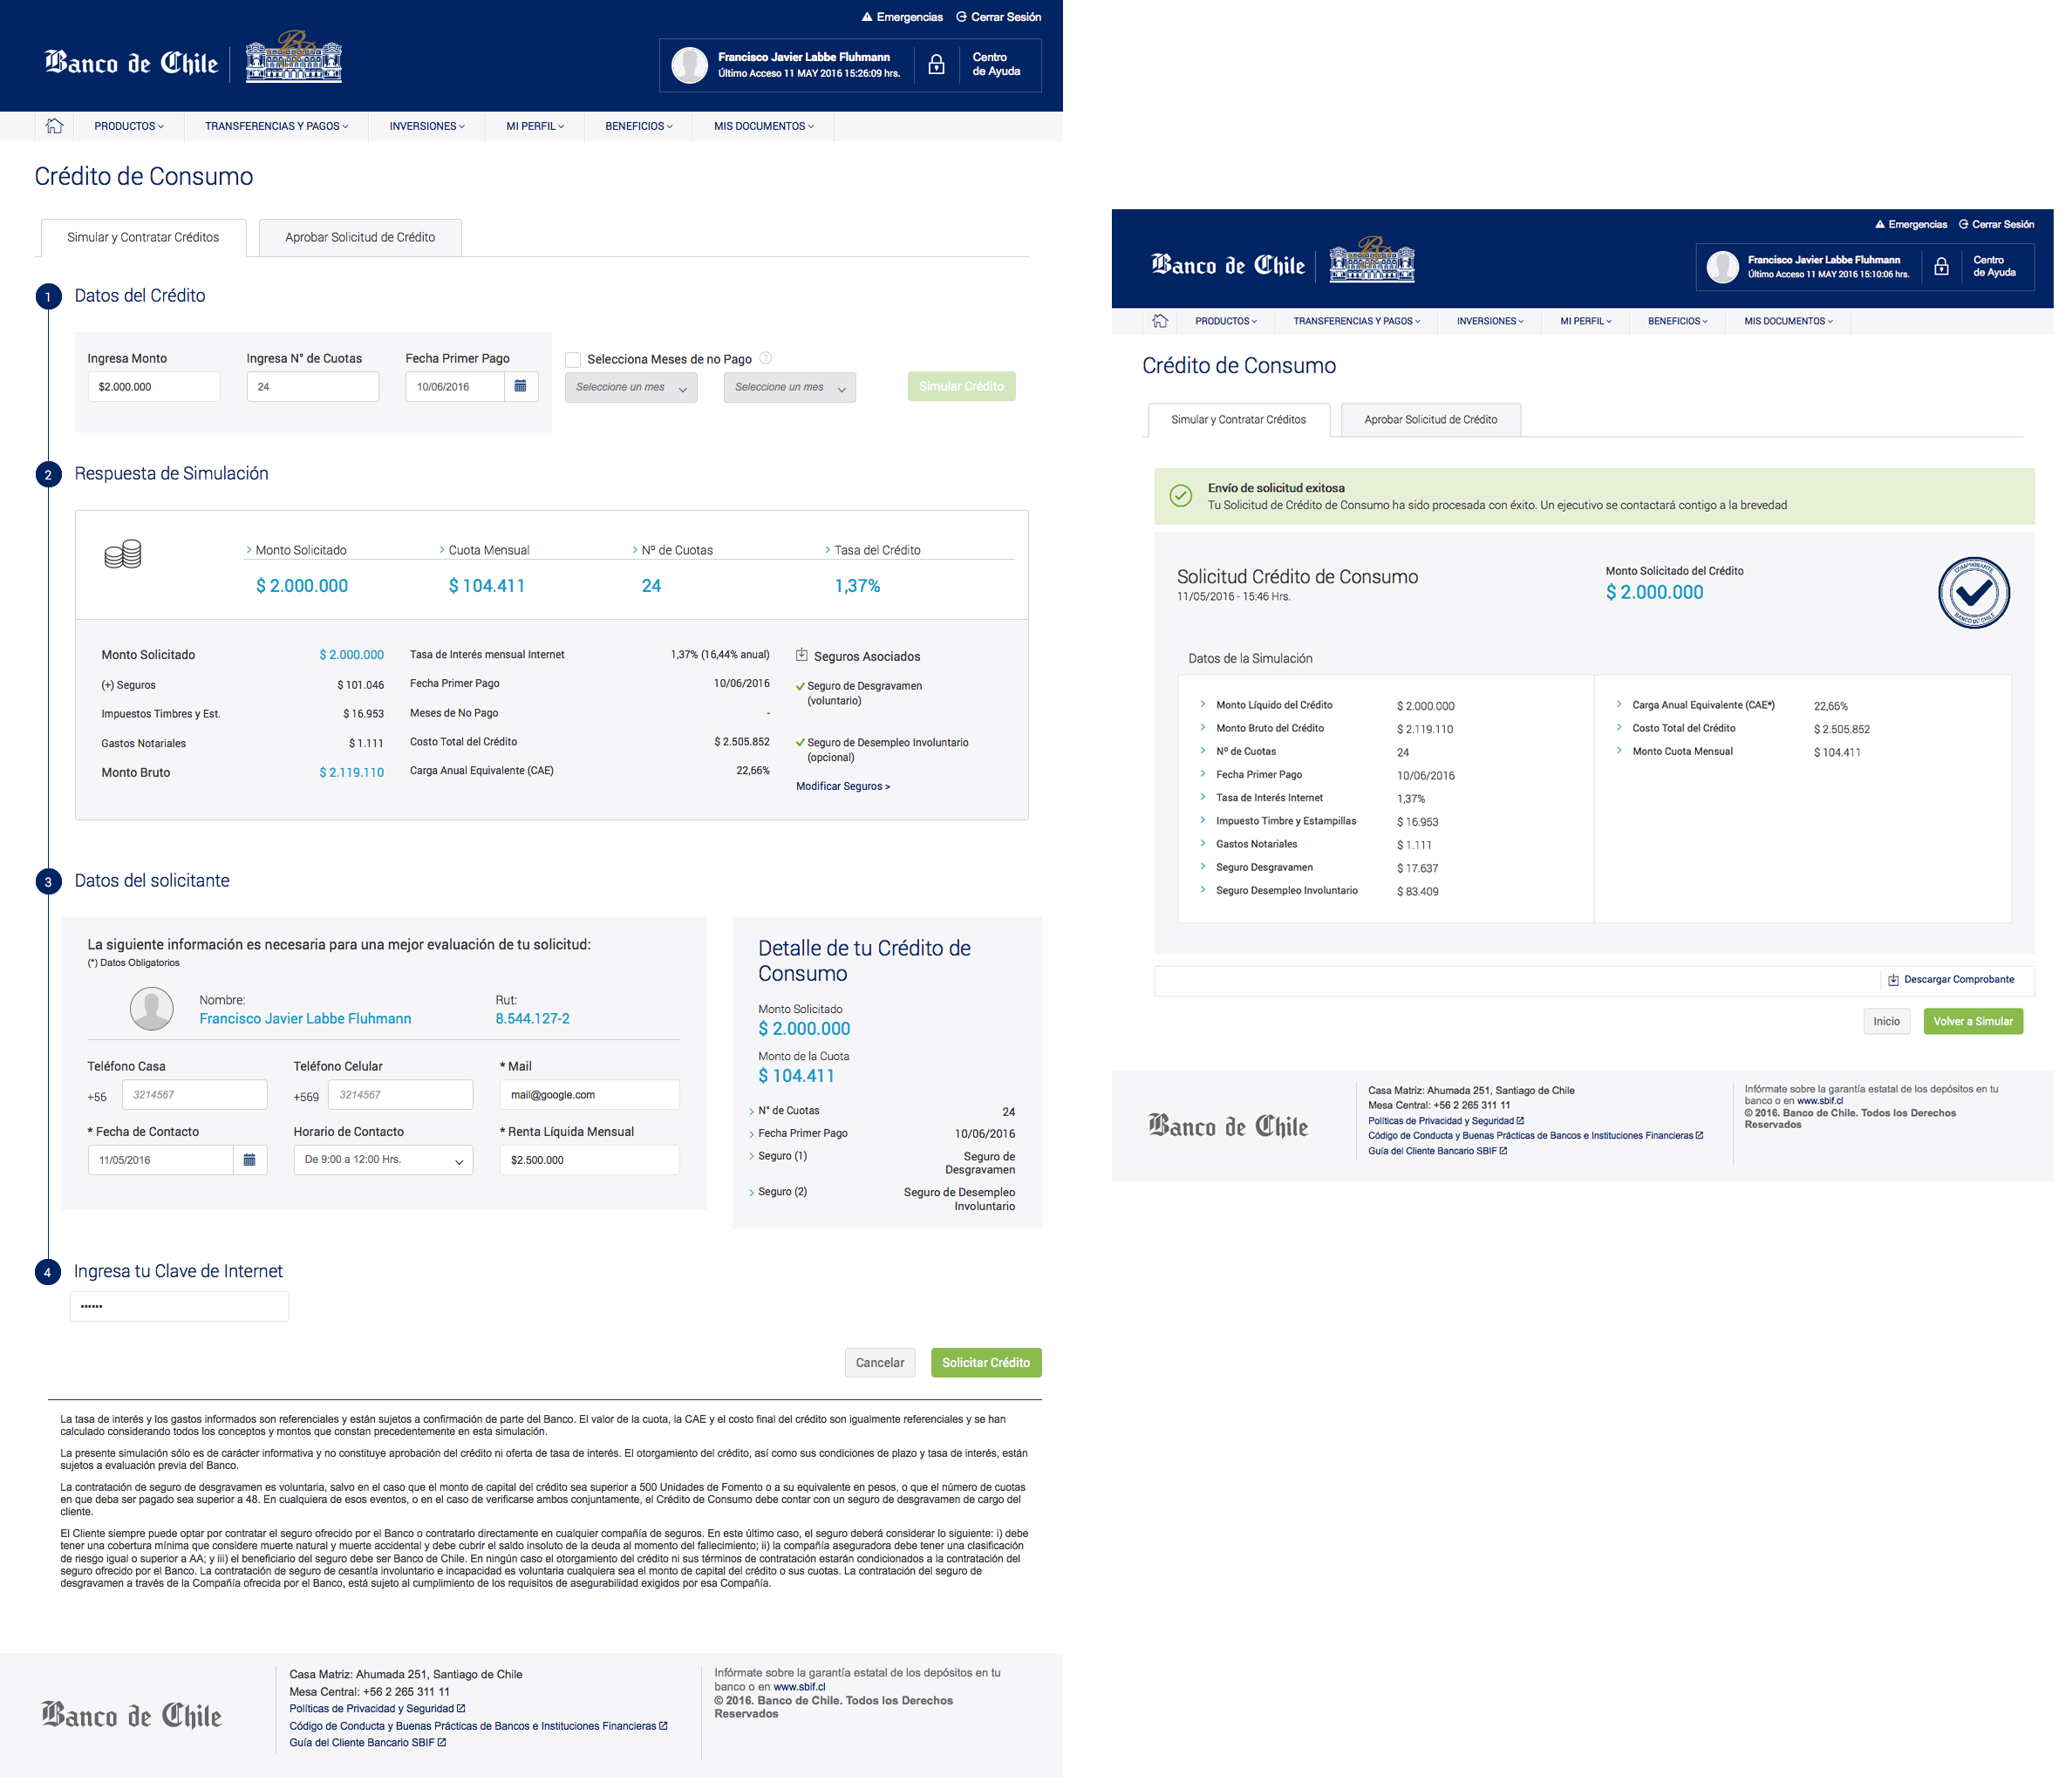 Emergencias Cerrar Sesión
Banco de Chile
Francisco Javier Labbe Fluhmann
Último Acceso 11 MAY 2016 15:26:09 hrs.
Centro
de Ayuda
PRODUCTOS TRANSFERENCIAS Y PAGOS INVERSIONES MI PERFIL BENEFICIOS MIS DOCUMENTOS
Crédito de Consumo
Simular y Contratar Créditos Aprobar Solicitud de Crédito
1 Datos del Crédito
Ingresa Monto Ingresa N° de Cuotas Fecha Primer Pago Selecciona Meses de no Pago ?
$2.000.000 24 10/06/2016 Seleccione un mes Seleccione un mes Simular Crédito
2 Respuesta de Simulación
Monto Solicitado Cuota Mensual Nº de Cuotas Tasa del Crédito
$ 2.000.000 $ 104.411 24 1,37%
Monto Solicitado $ 2.000.000 Tasa de Interés mensual Internet 1,37% (16,44% anual) Seguros Asociados
(+) Seguros $ 101.046 Fecha Primer Pago 10/06/2016 Seguro de Desgravamen
(voluntario)
Impuestos Timbres y Est. $ 16.953 Meses de No Pago -
Gastos Notariales $ 1.111 Costo Total del Crédito $ 2.505.852 Seguro de Desempleo Involuntario
(opcional)
Monto Bruto $ 2.119.110 Carga Anual Equivalente (CAE) 22,66%
Modificar Seguros >
3 Datos del solicitante
La siguiente información es necesaria para una mejor evaluación de tu solicitud:
(*) Datos Obligatorios
Nombre: Rut:
Francisco Javier Labbe Fluhmann 8.544.127-2
Teléfono Casa Teléfono Celular * Mail
+56 3214567 +569 3214567 mail@google.com
* Fecha de Contacto Horario de Contacto * Renta Líquida Mensual
11/05/2016 De 9:00 a 12:00 Hrs. $2.500.000
Detalle de tu Crédito de
Consumo
Monto Solicitado
$ 2.000.000
Monto de la Cuota
$ 104.411
N° de Cuotas 24
Fecha Primer Pago 10/06/2016
Seguro (1) Seguro de
Desgravamen
Seguro (2) Seguro de Desempleo
Involuntario
4 Ingresa tu Clave de Internet
••••••
Cancelar Solicitar Crédito
La tasa de interés y los gastos informados son referenciales y están sujetos a confirmación de parte del Banco. El valor de la cuota, la CAE y el costo final del crédito son igualmente referenciales y se han
calculado considerando todos los conceptos y montos que constan precedentemente en esta simulación.
La presente simulación sólo es de carácter informativa y no constituye aprobación del crédito ni oferta de tasa de interés. El otorgamiento del crédito, así como sus condiciones de plazo y tasa de interés, están
sujetos a evaluación previa del Banco.
La contratación de seguro de desgravamen es voluntaria, salvo en el caso que el monto de capital del crédito sea superior a 500 Unidades de Fomento o a su equivalente en pesos, o que el número de cuotas
en que deba ser pagado sea superior a 48. En cualquiera de esos eventos, o en el caso de verificarse ambos conjuntamente, el Crédito de Consumo debe contar con un seguro de desgravamen de cargo del
cliente.
El Cliente siempre puede optar por contratar el seguro ofrecido por el Banco o contratarlo directamente en cualquier compañía de seguros. En este último caso, el seguro deberá considerar lo siguiente: i) debe
tener una cobertura mínima que considere muerte natural y muerte accidental y debe cubrir el saldo insoluto de la deuda al momento del fallecimiento; ii) la compañía aseguradora debe tener una clasificación
de riesgo igual o superior a AA; y iii) el beneficiario del seguro debe ser Banco de Chile. En ningún caso el otorgamiento del crédito ni sus términos de contratación estarán condicionados a la contratación del
seguro ofrecido por el Banco. La contratación de seguro de cesantía involuntario e incapacidad es voluntaria cualquiera sea el monto de capital del crédito o sus cuotas. La contratación del seguro de
desgravamen a través de la Compañía ofrecida por el Banco, está sujeto al cumplimiento de los requisitos de asegurabilidad exigidos por esa Compañía.
Banco de Chile
Casa Matriz: Ahumada 251, Santiago de Chile
Mesa Central: +56 2 265 311 11
Políticas de Privacidad y Seguridad
Código de Conducta y Buenas Prácticas de Bancos e Instituciones Financieras
Guía del Cliente Bancario SBIF
Infórmate sobre la garantía estatal de los depósitos en tu
banco o en www.sbif.cl
© 2016. Banco de Chile. Todos los Derechos
Reservados
Emergencias Cerrar Sesión
Banco de Chile
Francisco Javier Labbe Fluhmann
Último Acceso 11 MAY 2016 15:10:06 hrs.
Centro
de Ayuda
PRODUCTOS TRANSFERENCIAS Y PAGOS INVERSIONES MI PERFIL BENEFICIOS MIS DOCUMENTOS
Crédito de Consumo
Simular y Contratar Créditos Aprobar Solicitud de Crédito
Envío de solicitud exitosa
Tu Solicitud de Crédito de Consumo ha sido procesada con éxito. Un ejecutivo se contactará contigo a la brevedad
Solicitud Crédito de Consumo
11/05/2016 - 15:46 Hrs.
Monto Solicitado del Crédito
$ 2.000.000
COMPROBANTE
BANCO DE CHILE
Datos de la Simulación
Monto Líquido del Crédito $ 2.000.000
Monto Bruto del Crédito $ 2.119.110
Nº de Cuotas 24
Fecha Primer Pago 10/06/2016
Tasa de Interés Internet 1,37%
Impuesto Timbre y Estampillas $ 16.953
Gastos Notariales $ 1.111
Seguro Desgravamen $ 17.637
Seguro Desempleo Involuntario $ 83.409
Carga Anual Equivalente (CAE*) 22,66%
Costo Total del Crédito $ 2.505.852
Monto Cuota Mensual $ 104.411
Descargar Comprobante
Inicio Volver a Simular
Banco de Chile
Casa Matriz: Ahumada 251, Santiago de Chile
Mesa Central: +56 2 265 311 11
Políticas de Privacidad y Seguridad
Código de Conducta y Buenas Prácticas de Bancos e Instituciones Financieras
Guía del Cliente Bancario SBIF
Infórmate sobre la garantía estatal de los depósitos en tu
banco o en www.sbif.cl
© 2016. Banco de Chile. Todos los Derechos
Reservados